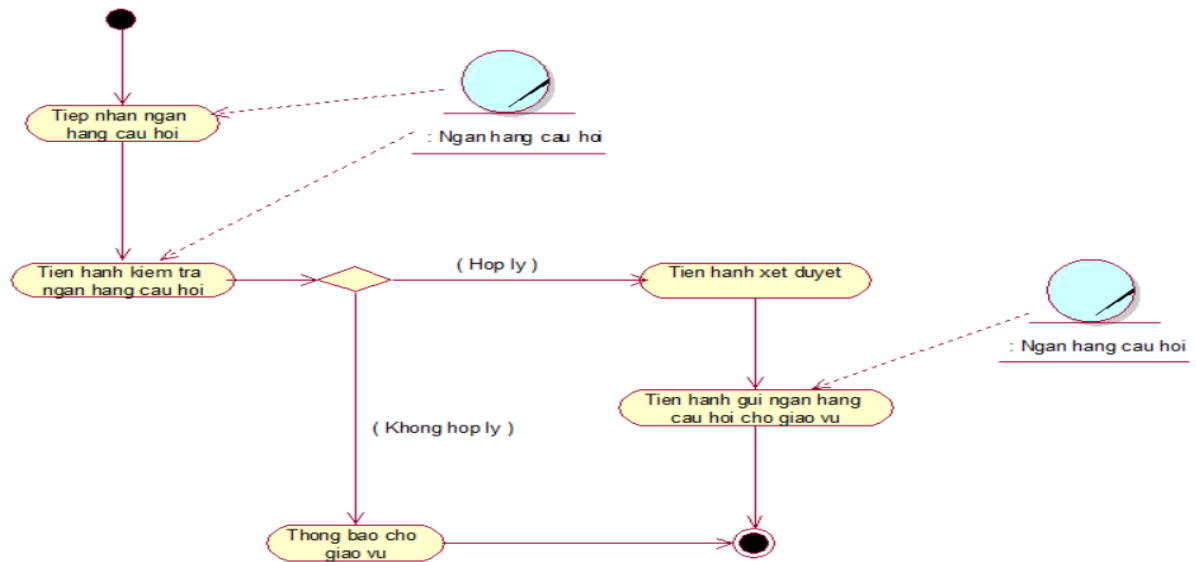 Tiep nhan ngan
hang cau hoi
: Ngan hang cau hoi
Tien hanh kiem tra
ngan hang cau hoi
( Hop ly )
Tien hanh xet duyet
: Ngan hang cau hoi
Tien hanh gui ngan hang
cau hoi cho giao vu
( Khong hop ly )
Thong bao cho
giao vu